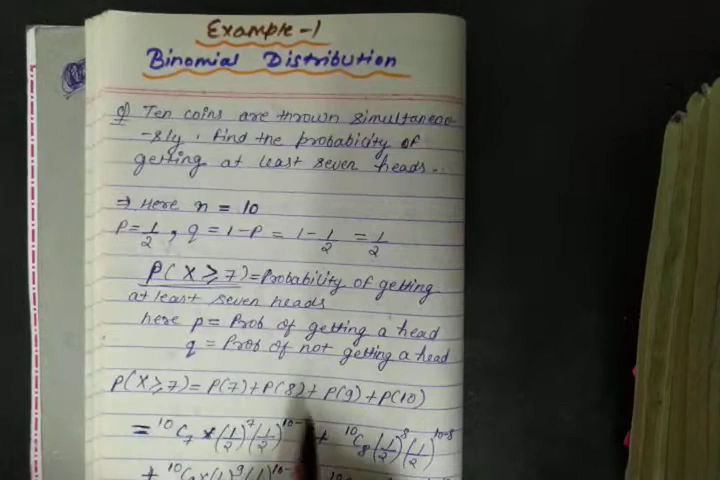 Example-1
Binomial Distribution
Q Ten coins are thrown simultaneou-
-sly. find the probability of
getting at least seven heads.
⇒ Here n = 10
P=1/2, q = 1-P = 1-1/2 = 1/2
P(X≥7)=Probability of getting
at least seven heads
here p= Prob of getting a head
q = Prob of not getting a head
P(X≥7)= P(7)+P(8)+P(9)+P(10)
= ¹⁰C₇ × (1/2)⁷(1/2)¹⁰⁻ + ¹⁰C₈(1/2)⁸(1/2)¹⁰⁻⁸